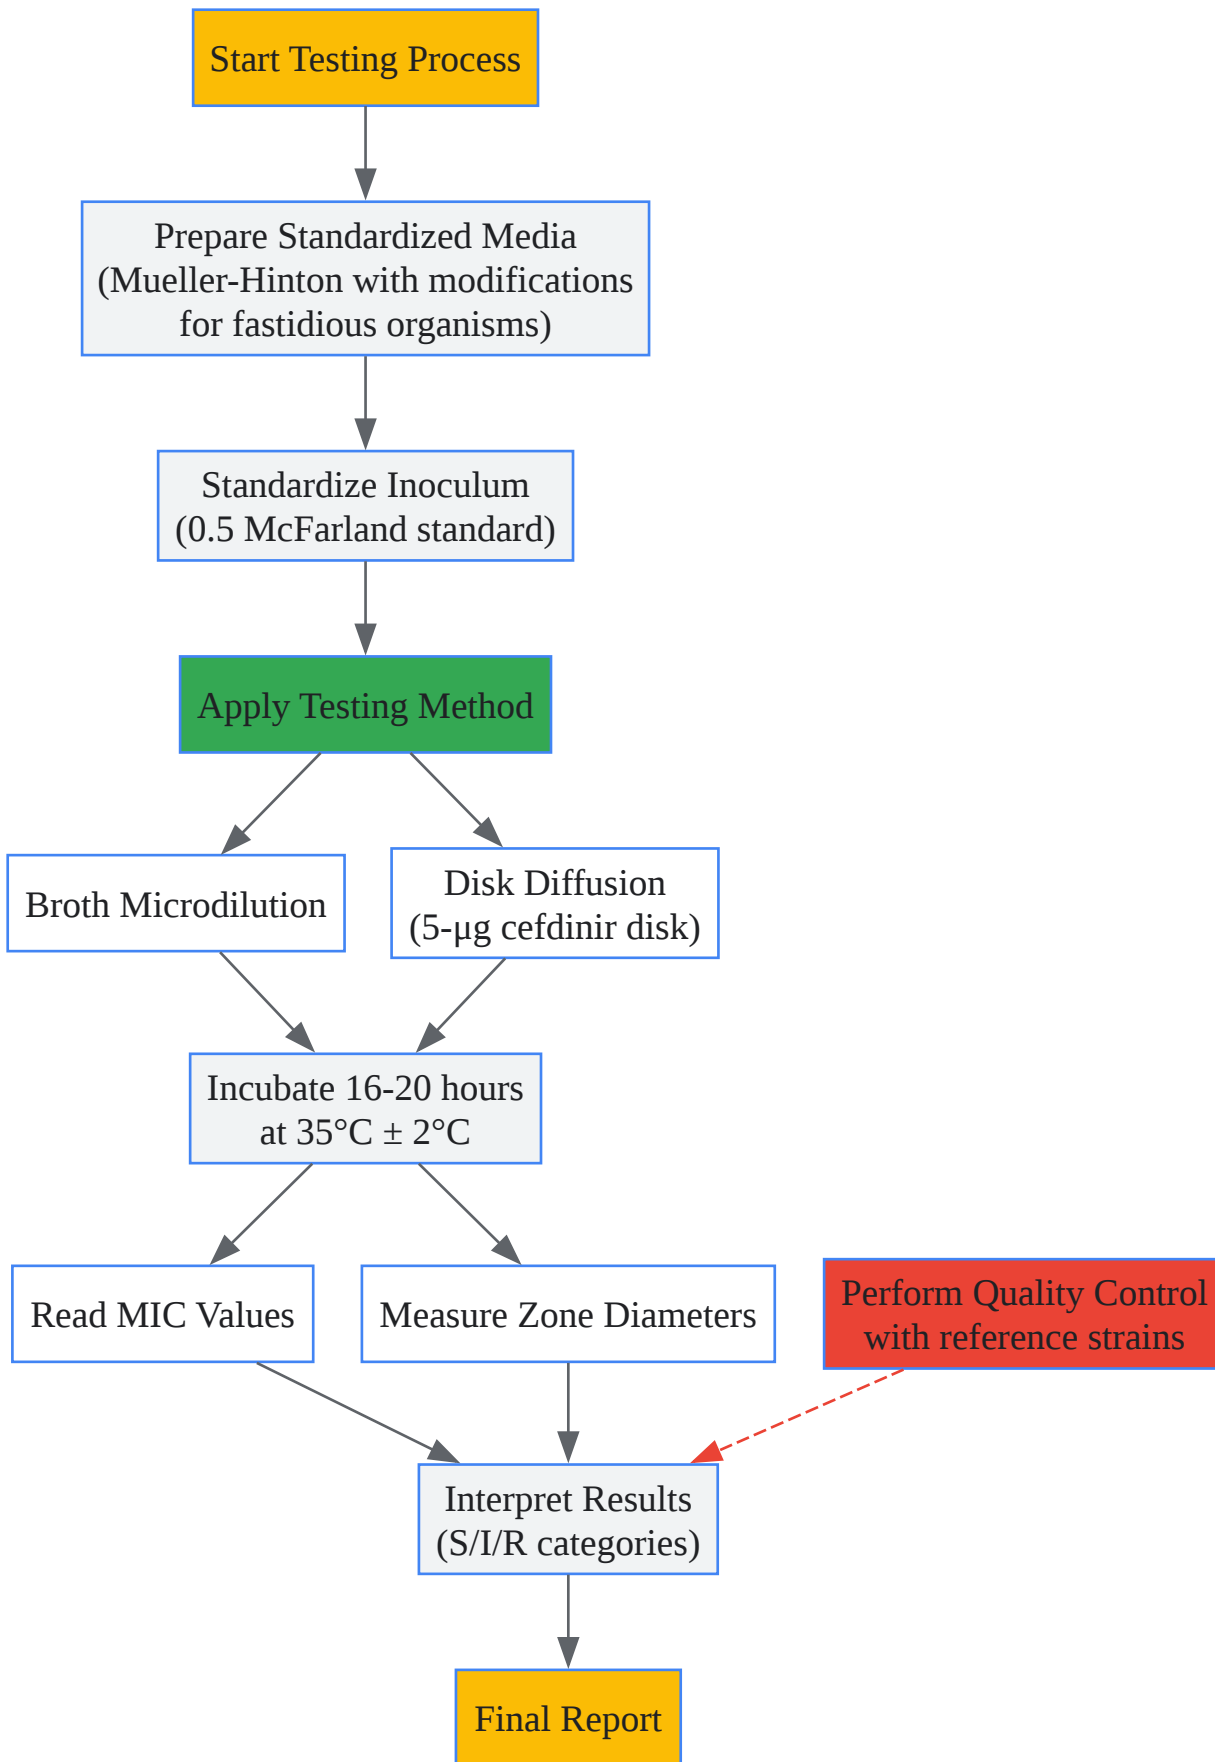 Start Testing Process
Prepare Standardized Media
(Mueller-Hinton with modifications
for fastidious organisms)
Standardize Inoculum
(0.5 McFarland standard)
Apply Testing Method
Broth Microdilution
Disk Diffusion
(5-μg cefdinir disk)
Incubate 16-20 hours
at 35°C ± 2°C
Read MIC Values
Measure Zone Diameters
Perform Quality Control
with reference strains
Interpret Results
(S/I/R categories)
Final Report